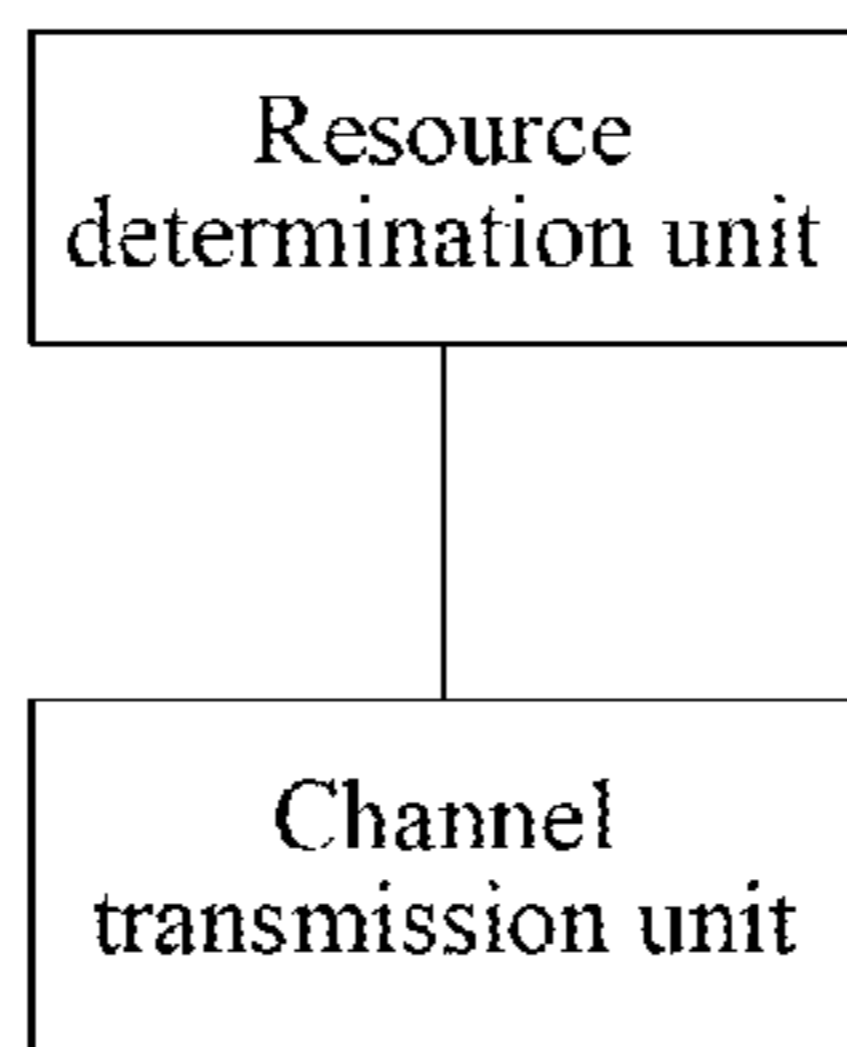 Resource
determination unit
Channel
transmission unit